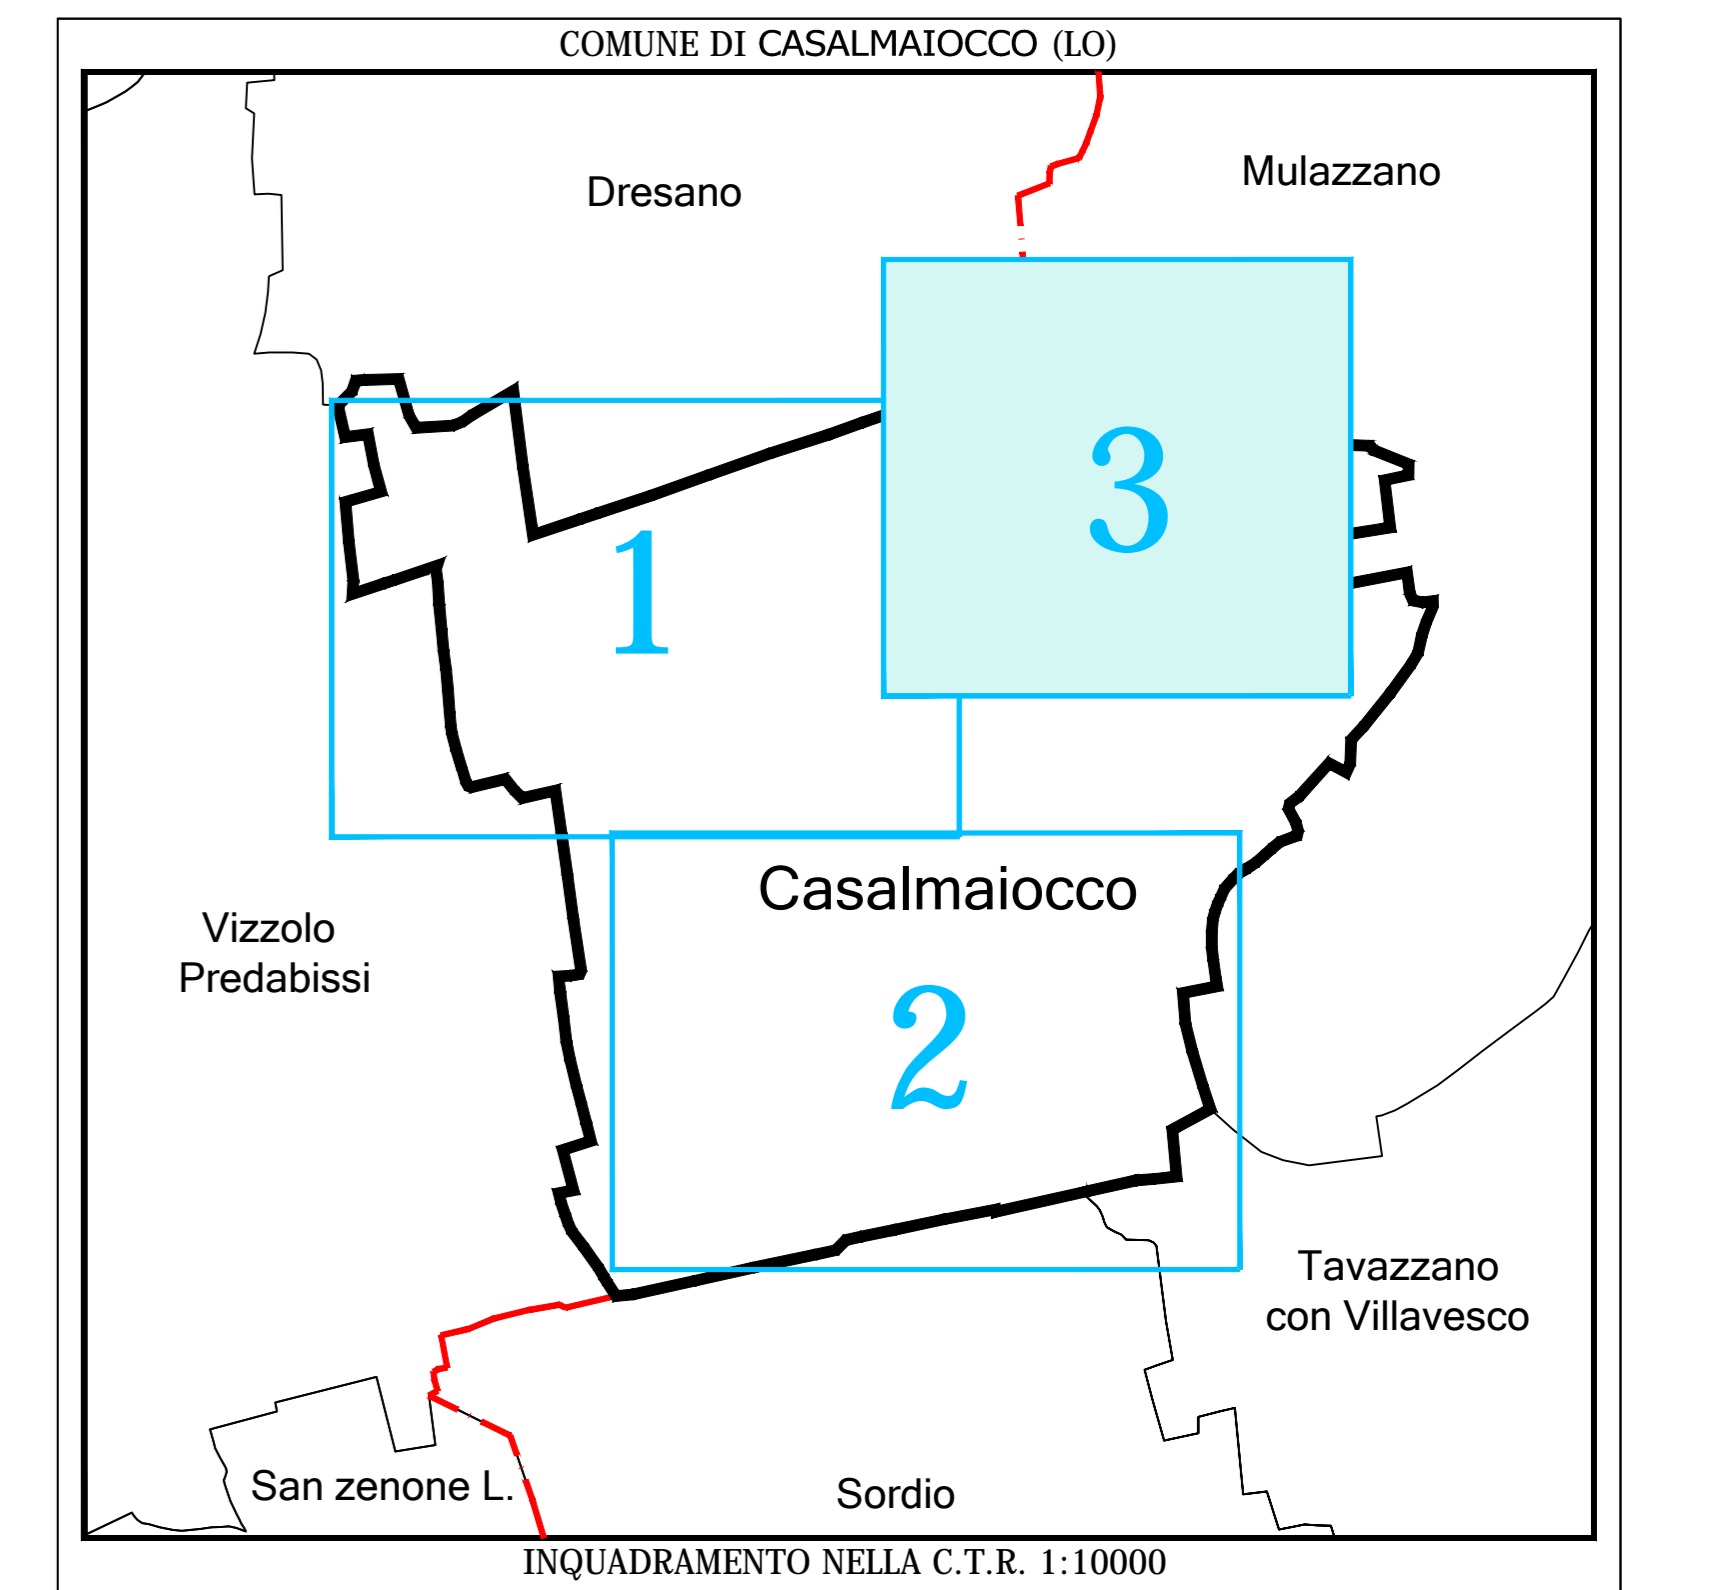 COMUNE DI CASALMAIOCCO (LO)
Mulazzano
Dresano
3
1
Casalmaiocco
Vizzolo
Predabissi
2
Tavazzano
con Villavesco
San zenone L.
Sordio
INQUADRAMENTO NELLA C.T.R. 1:10000